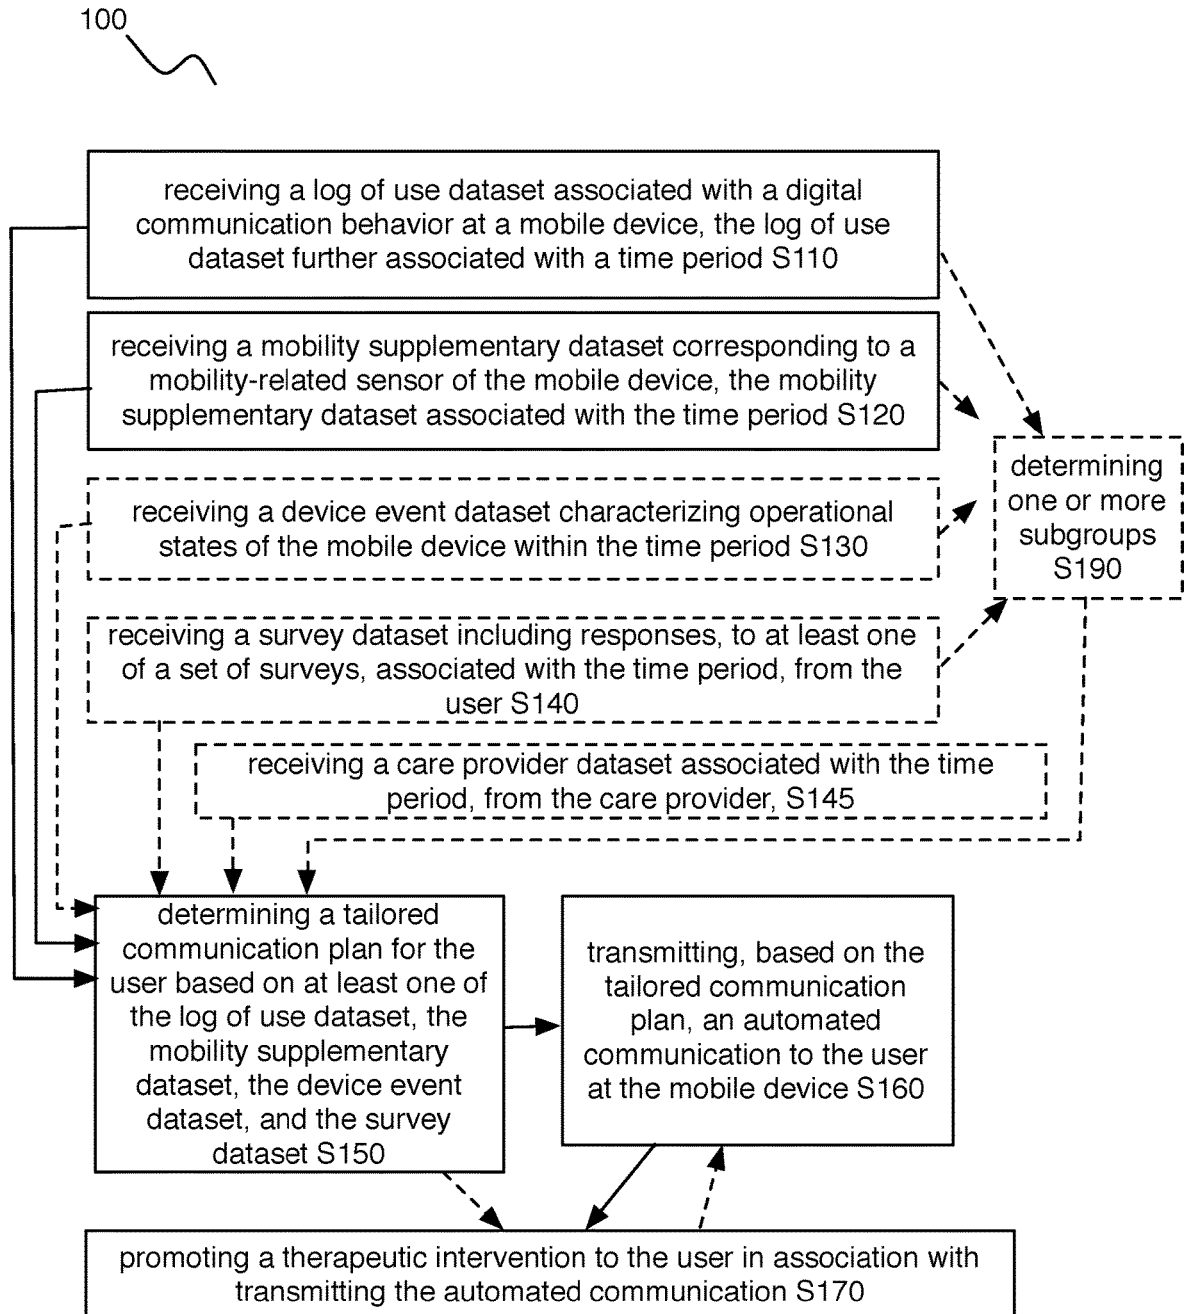 100
receiving a log of use dataset associated with a digital
communication behavior at a mobile device, the log of use
dataset further associated with a time period S110
receiving a mobility supplementary dataset corresponding to a
mobility-related sensor of the mobile device, the mobility
supplementary dataset associated with the time period S120
receiving a device event dataset characterizing operational
states of the mobile device within the time period S130
determining
one or more
subgroups
S190
receiving a survey dataset including responses, to at least one
of a set of surveys, associated with the time period, from the
user S140
receiving a care provider dataset associated with the time
period, from the care provider, S145
determining a tailored
communication plan for the
user based on at least one of
the log of use dataset, the
mobility supplementary
dataset, the device event
dataset, and the survey
dataset S150
transmitting, based on the
tailored communication
plan, an automated
communication to the user
at the mobile device S160
promoting a therapeutic intervention to the user in association with
transmitting the automated communication S170